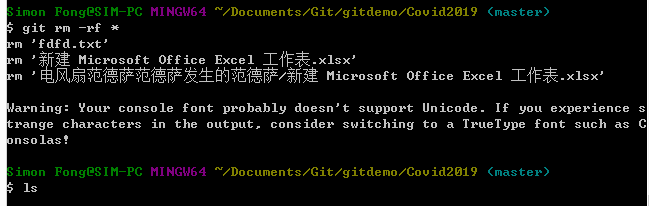 Simon Fong@SIM-PC MINGW64 ~/Documents/Git/gitdemo/Covid2019 (master)
$ git rm -rf *
rm 'fdfd.txt'
rm '新建 Microsoft Office Excel 工作表.xlsx'
rm '电风扇范德萨范德萨发生的范德萨/新建 Microsoft Office Excel 工作表.xlsx'
Warning: Your console font probably doesn't support Unicode. If you experience s
trange characters in the output, consider switching to a TrueType font such as C
onsolas!
Simon Fong@SIM-PC MINGW64 ~/Documents/Git/gitdemo/Covid2019 (master)
$ ls